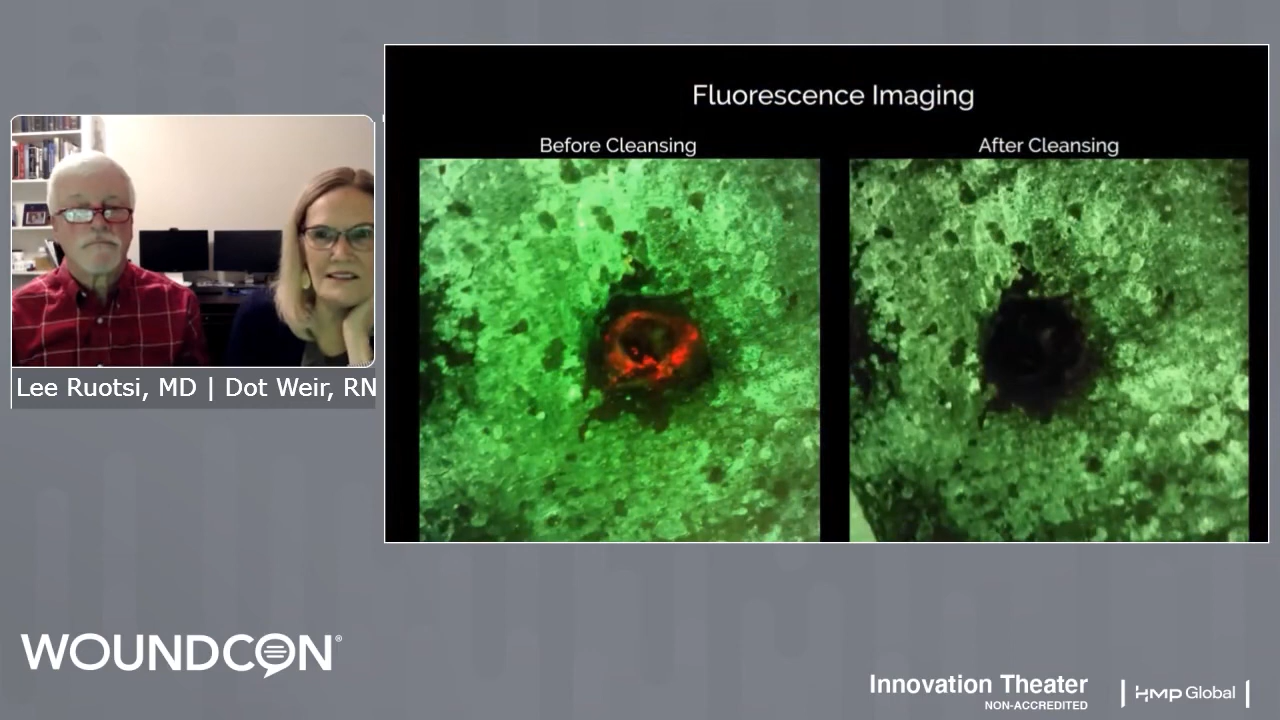 Fluorescence Imaging
Before Cleansing
After Cleansing
Lee Ruotsi, MD | Dot Weir, RN
WOUNDCON®
Innovation Theater
NON-ACCREDITED
HMP Global